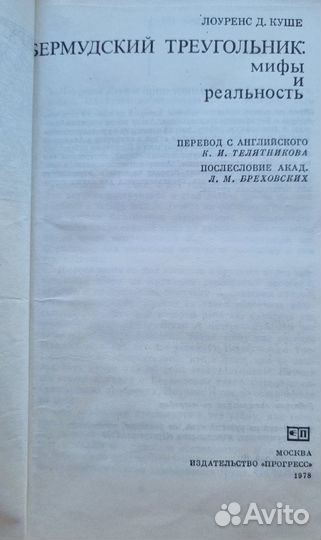 ЛОУРЕНС Д. КУШЕ
БЕРМУДСКИЙ ТРЕУГОЛЬНИК:
мифы
и
реальность
ПЕРЕВОД С АНГЛИЙСКОГО
К. И. ТЕЛЯТНИКОВА
ПОСЛЕСЛОВИЕ АКАД.
Л. М. БРЕХОВСКИХ
П
МОСКВА
ИЗДАТЕЛЬСТВО «ПРОГРЕСС»
1978
Avito